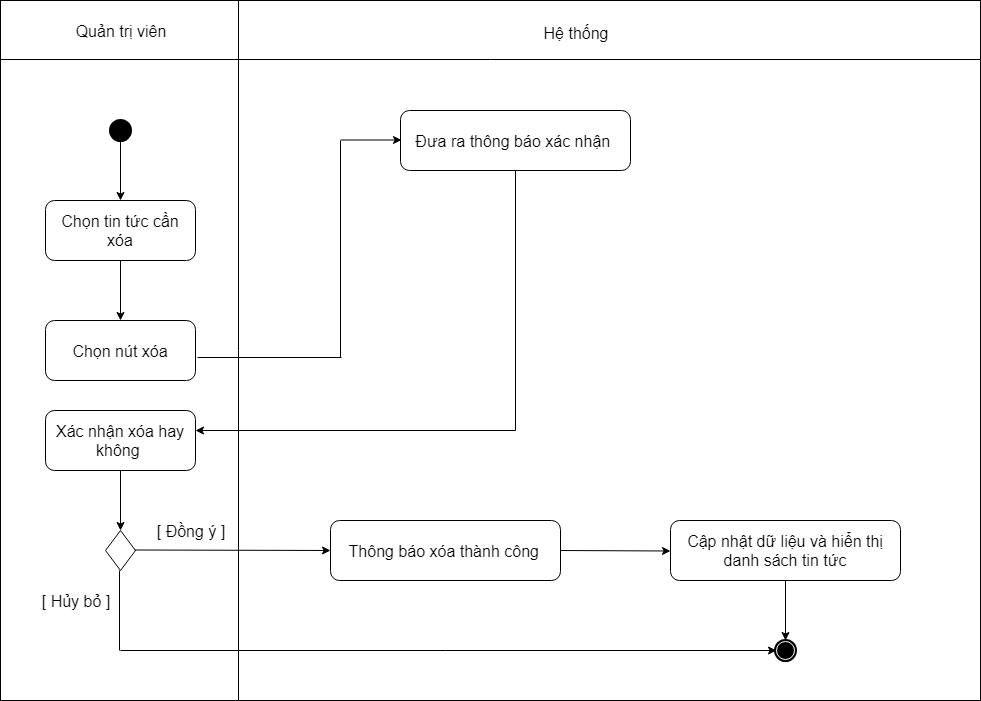 Quản trị viên
Hệ thống
Đưa ra thông báo xác nhận
Chọn tin tức cần
xóa
Chọn nút xóa
Xác nhận xóa hay
không
[ Đồng ý ]
Thông báo xóa thành công
Cập nhật dữ liệu và hiển thị
danh sách tin tức
[ Hủy bỏ ]